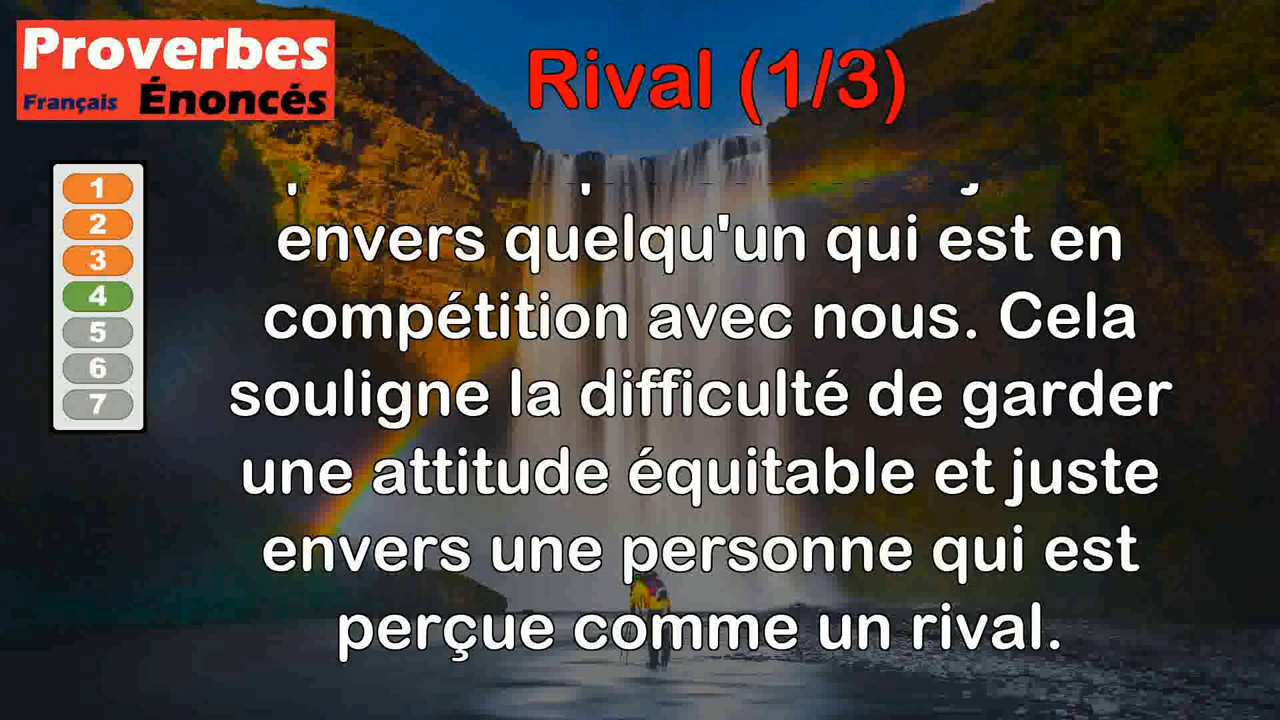 Proverbes
Français Énoncés
Rival (1/3)
1
2
3
4
5
6
7
envers quelqu'un qui est en
compétition avec nous. Cela
souligne la difficulté de garder
une attitude équitable et juste
envers une personne qui est
perçue comme un rival.